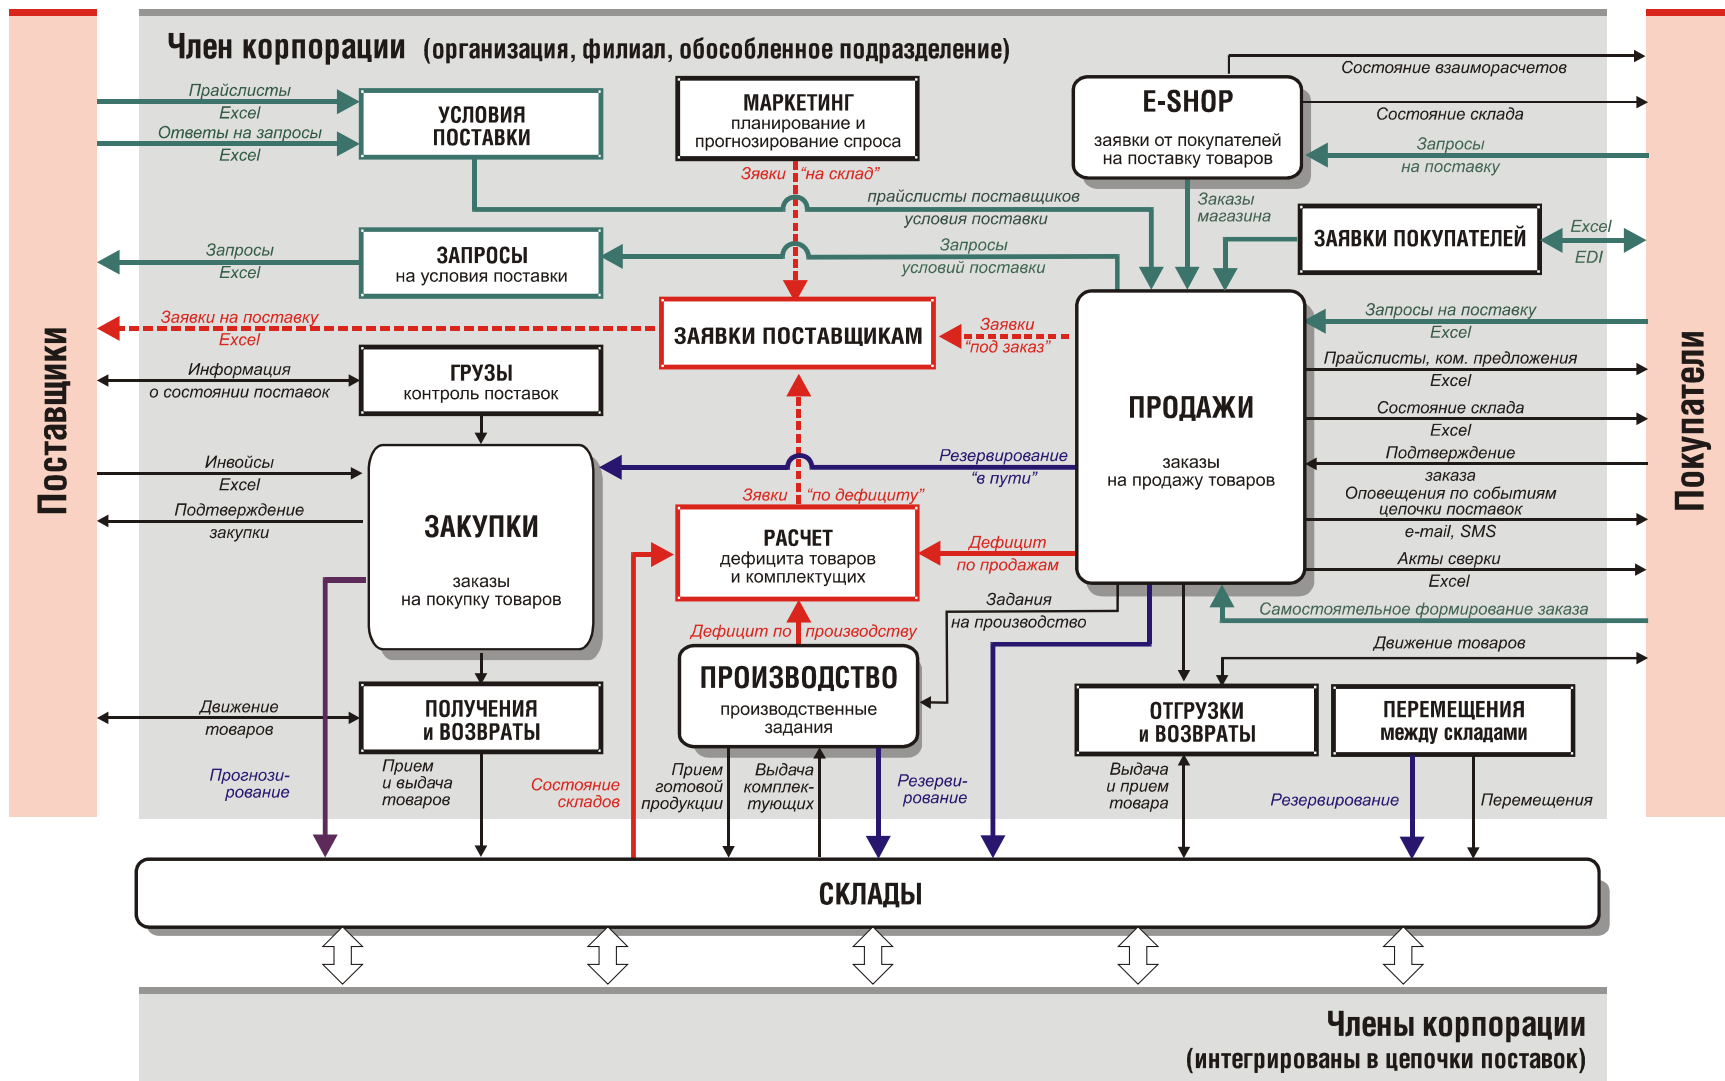 Член корпорации (организация, филиал, обособленное подразделение)
Поставщики
Покупатели
Прайслисты
Excel
Ответы на запросы
Excel
УСЛОВИЯ
ПОСТАВКИ
МАРКЕТИНГ
планирование и
прогнозирование спроса
Зявки "на склад"
E-SHOP
заявки от покупателей
на поставку товаров
Состояние взаиморасчетов
Состояние склада
Запросы
на поставку
прайслисты поставщиков
условия поставки
Заказы
магазина
ЗАЯВКИ ПОКУПАТЕЛЕЙ
Excel
EDI
Запросы
Excel
ЗАПРОСЫ
на условия поставки
Запросы
условий поставки
Заявки на поставку
Excel
ЗАЯВКИ ПОСТАВЩИКАМ
Заявки
"под заказ"
Информация
о состоянии поставок
ГРУЗЫ
контроль поставок
ПРОДАЖИ
заказы
на продажу товаров
Запросы на поставку
Excel
Прайслисты, ком. предложения
Excel
Состояние склада
Excel
Подтверждение
заказа
Оповещения по событиям
цепочки поставок
e-mail, SMS
Акты сверки
Excel
Самостоятельное формирование заказа
Движение товаров
Инвойсы
Excel
Подтверждение
закупки
ЗАКУПКИ
заказы
на покупку товаров
Резервирование
"в пути"
Зявки "по дефициту"
РАСЧЕТ
дефицита товаров
и комплектущих
Дефицит
по продажам
Задания
на производство
Дефицит по производству
ПРОИЗВОДСТВО
производственные
задания
Движение
товаров
ПОЛУЧЕНИЯ
и ВОЗВРАТЫ
ОТГРУЗКИ
и ВОЗВРАТЫ
ПЕРЕМЕЩЕНИЯ
между складами
Прогнози-
рование
Прием
и выдача
товаров
Состояние
складов
Прием
готовой
продукции
Выдача
комплек-
тующих
Резерви-
рование
Выдача
и прием
товара
Резервирование
Перемещения
СКЛАДЫ
Члены корпорации
(интегрированы в цепочки поставок)